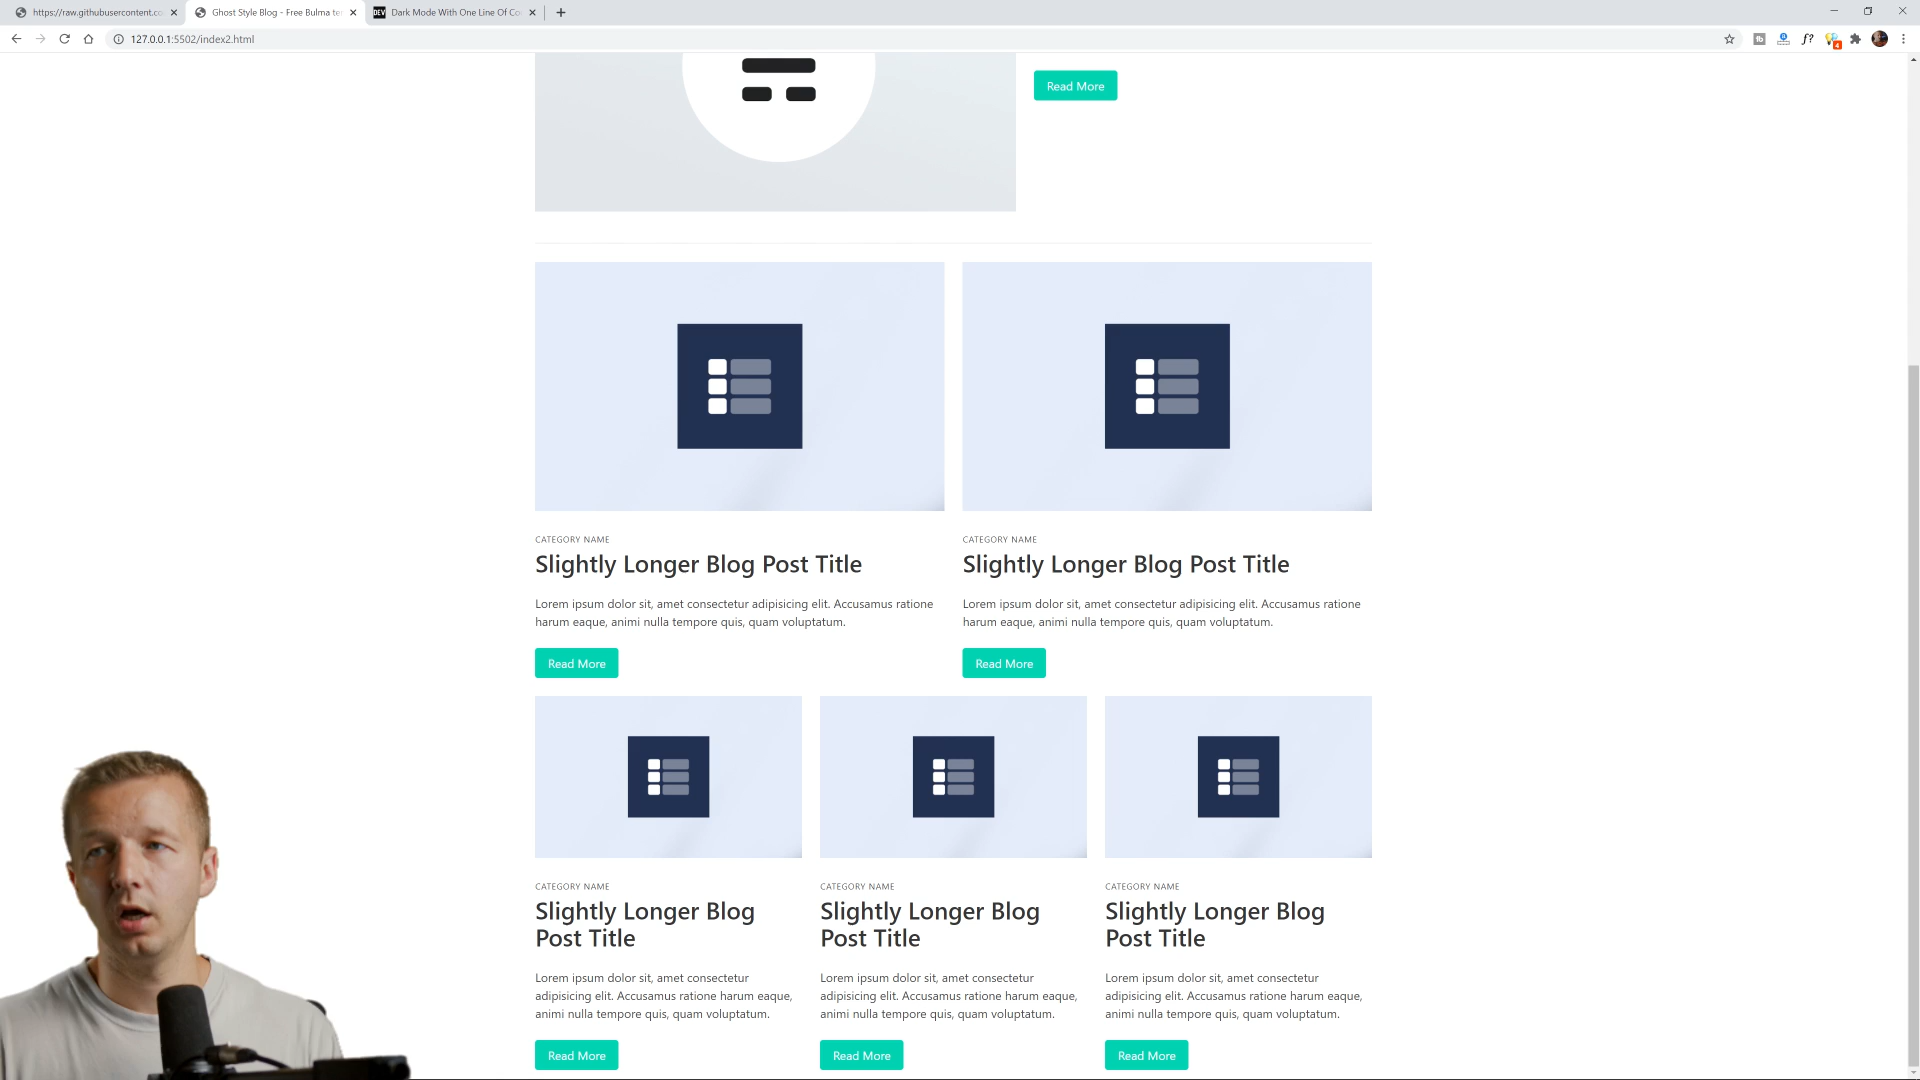 https://raw.githubusercontent.co
Ghost Style Blog - Free Bulma te
DEV
Dark Mode With One Line Of Co
127.0.0.1:5502/index2.html
f?
4
Read More
CATEGORY NAME
Slightly Longer Blog Post Title
Lorem ipsum dolor sit, amet consectetur adipisicing elit. Accusamus ratione
harum eaque, animi nulla tempore quis, quam voluptatum.
Read More
CATEGORY NAME
Slightly Longer Blog Post Title
Lorem ipsum dolor sit, amet consectetur adipisicing elit. Accusamus ratione
harum eaque, animi nulla tempore quis, quam voluptatum.
Read More
CATEGORY NAME
Slightly Longer Blog
Post Title
Lorem ipsum dolor sit, amet consectetur
adipisicing elit. Accusamus ratione harum eaque,
animi nulla tempore quis, quam voluptatum.
Read More
CATEGORY NAME
Slightly Longer Blog
Post Title
Lorem ipsum dolor sit, amet consectetur
adipisicing elit. Accusamus ratione harum eaque,
animi nulla tempore quis, quam voluptatum.
Read More
CATEGORY NAME
Slightly Longer Blog
Post Title
Lorem ipsum dolor sit, amet consectetur
adipisicing elit. Accusamus ratione harum eaque,
animi nulla tempore quis, quam voluptatum.
Read More